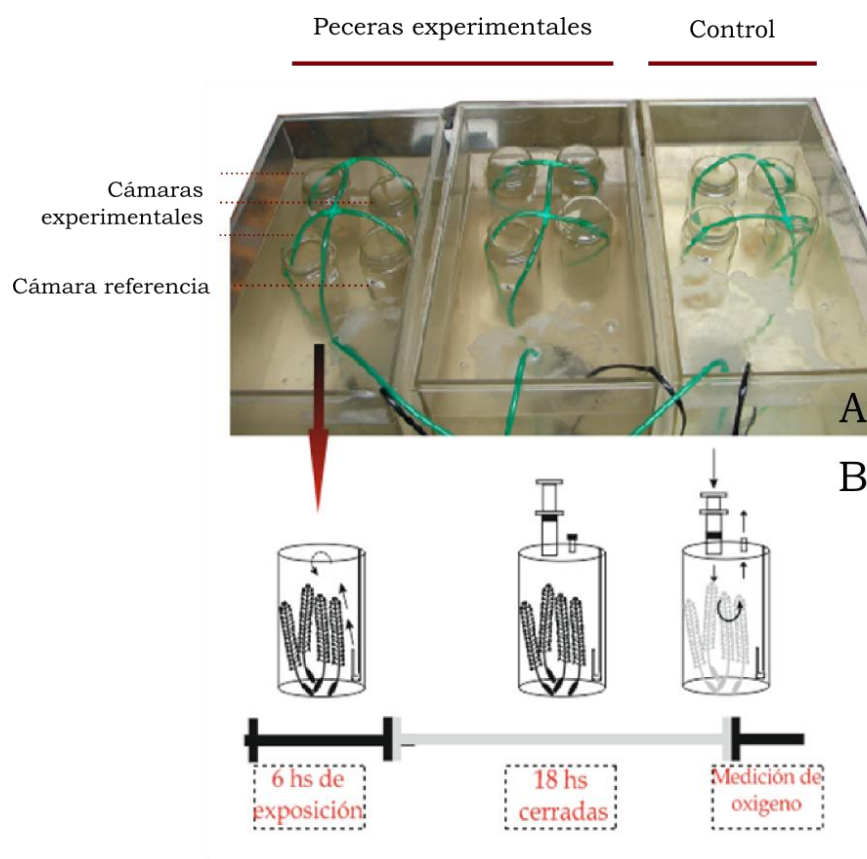 Peceras experimentales
Control
Cámaras
experimentales
Cámara referencia
A
B
6 hs de
exposición
18 hs
cerradas
Medición de
oxigeno